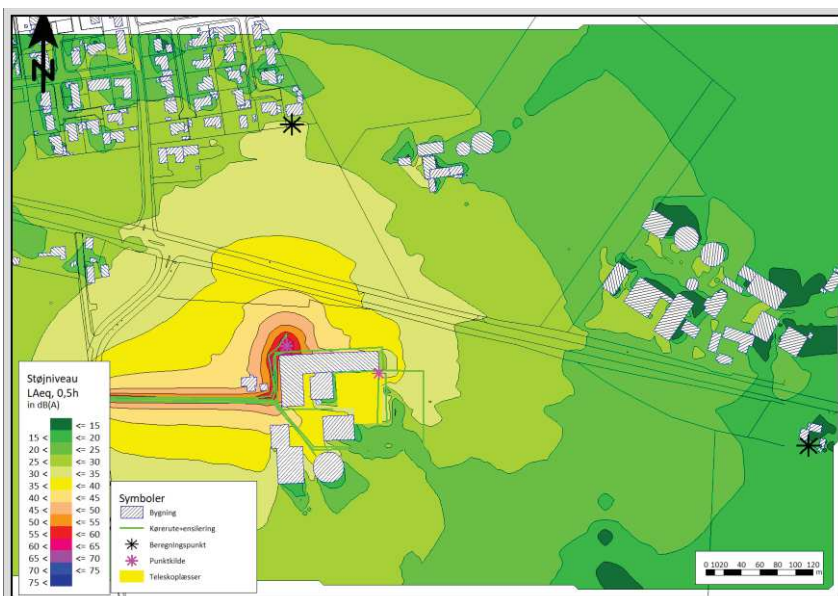 N
Støjniveau
LAeq, 0,5h
in dB(A)
<= 15
15 < <= 20
20 < <= 25
25 < <= 30
30 < <= 35
35 < <= 40
40 < <= 45
45 < <= 50
50 < <= 55
55 < <= 60
60 < <= 65
65 < <= 70
70 < <= 75
75 <
Symboler
Bygning
Kørerute+ensilering
Beregningspunkt
Punktkilde
Teleskoplæsser
0 1020 40 60 80 100 120
m